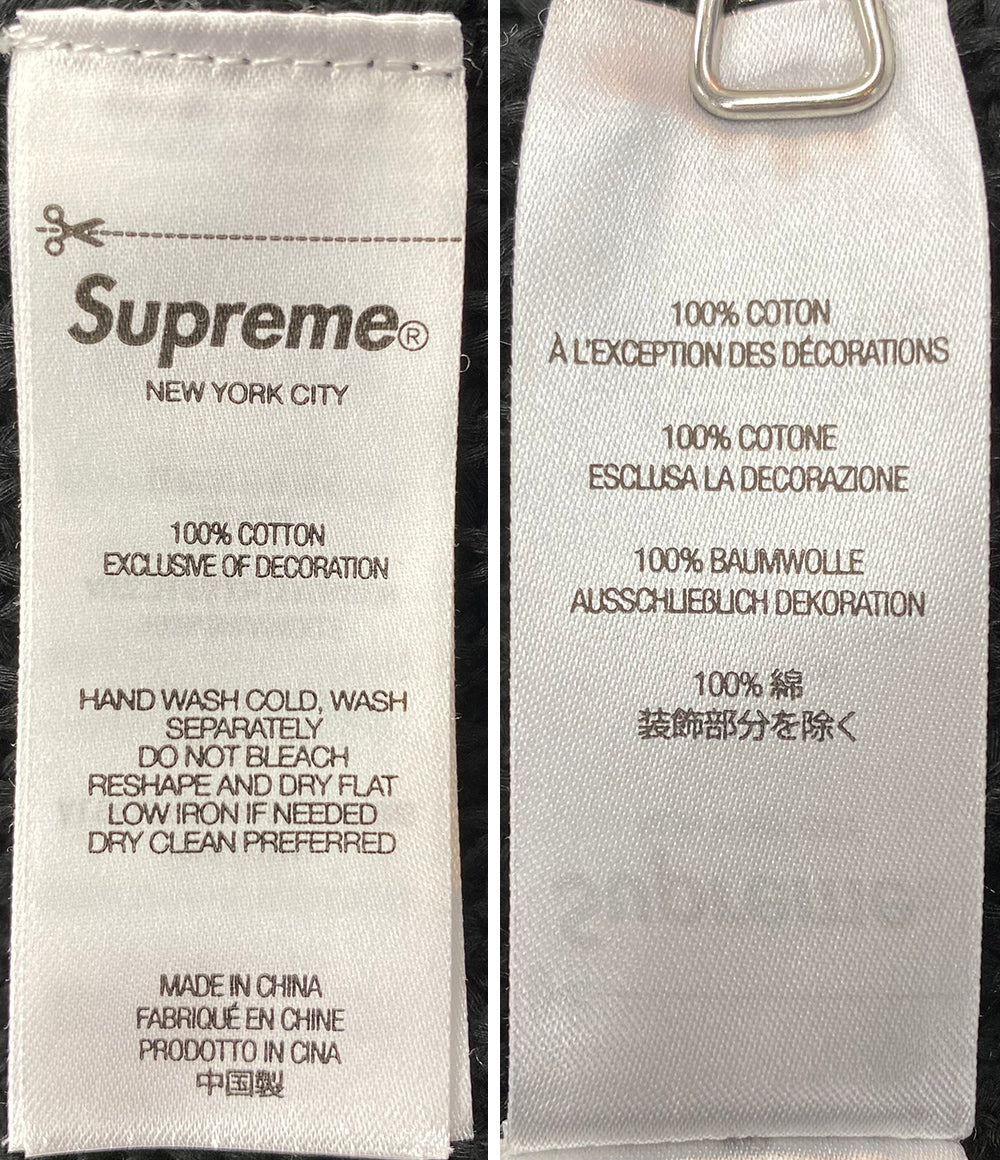 Supreme®
NEW YORK CITY
100% COTTON
EXCLUSIVE OF DECORATION
HAND WASH COLD, WASH
SEPARATELY
DO NOT BLEACH
RESHAPE AND DRY FLAT
LOW IRON IF NEEDED
DRY CLEAN PREFERRED
MADE IN CHINA
FABRIQUÉ EN CHINE
PRODOTTO IN CINA
中国製
100% COTON
À L'EXCEPTION DES DÉCORATIONS
100% COTONE
ESCLUSA LA DECORAZIONE
100% BAUMWOLLE
AUSSCHLIEßLICH DEKORATION
100% 綿
装飾部分を除く